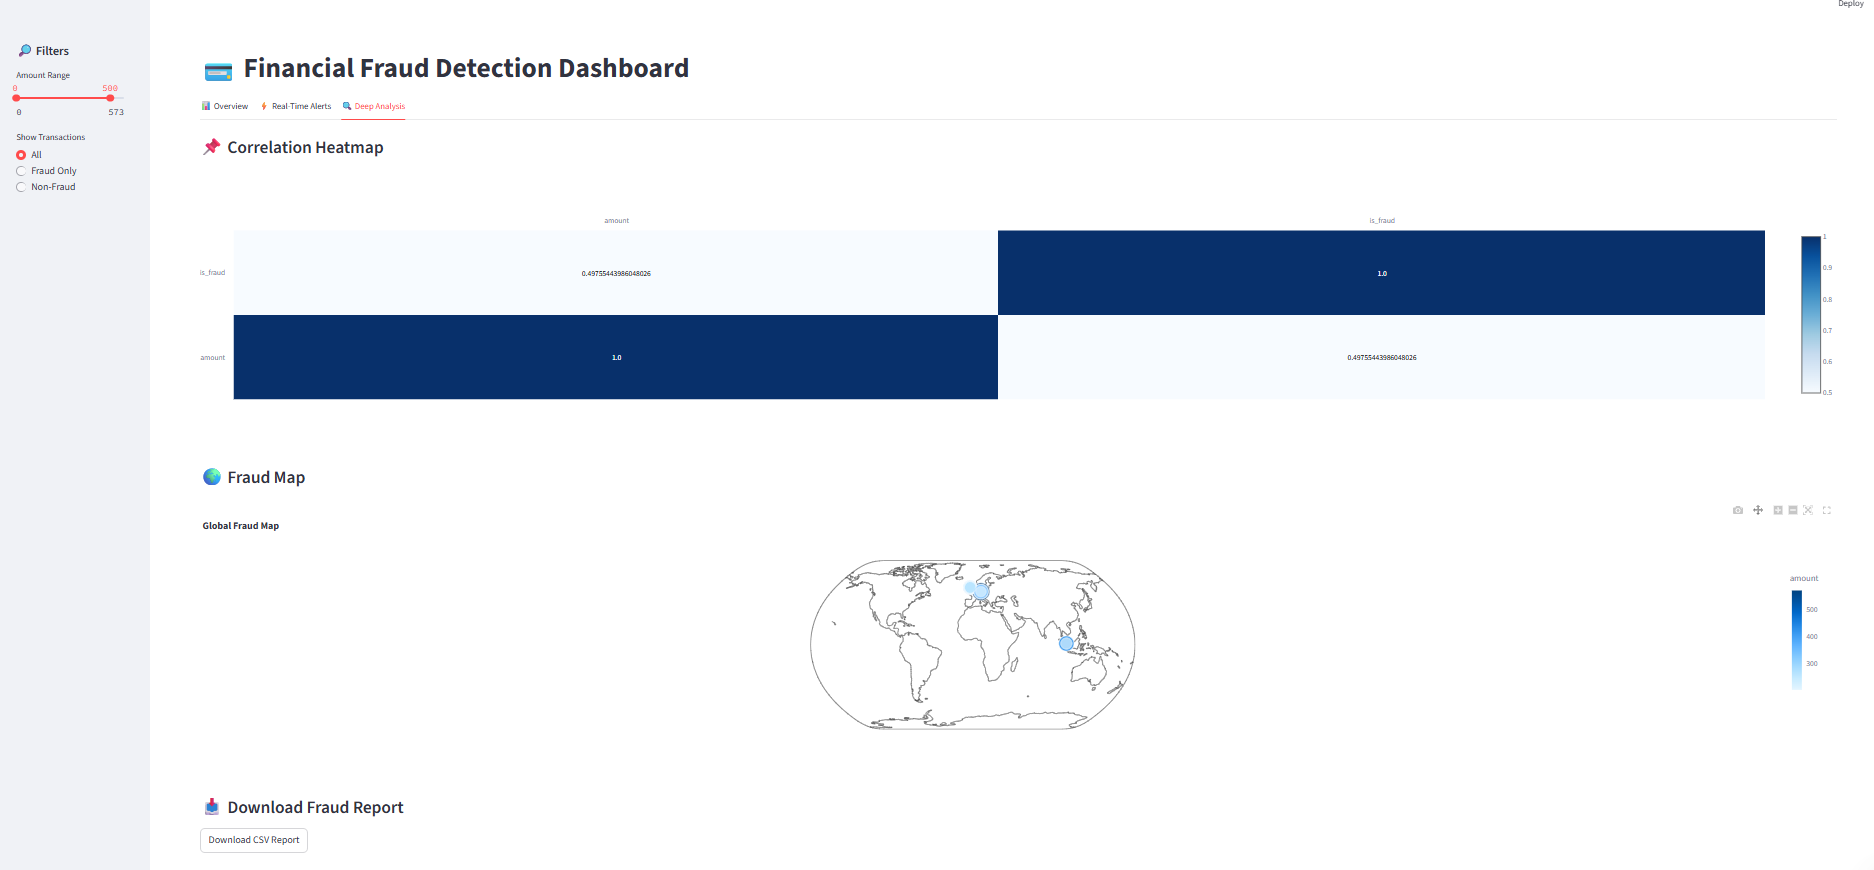 Deploy
Filters
Amount Range
0 500
0 573
Show Transactions
All
Fraud Only
Non-Fraud
Financial Fraud Detection Dashboard
Overview Real-Time Alerts Deep Analysis
Correlation Heatmap
amount is_fraud
is_fraud 0.49755443986048026 1.0
amount 1.0 0.49755443986048026
1
0.9
0.8
0.7
0.6
0.5
Fraud Map
Global Fraud Map
amount
500
400
300
Download Fraud Report
Download CSV Report